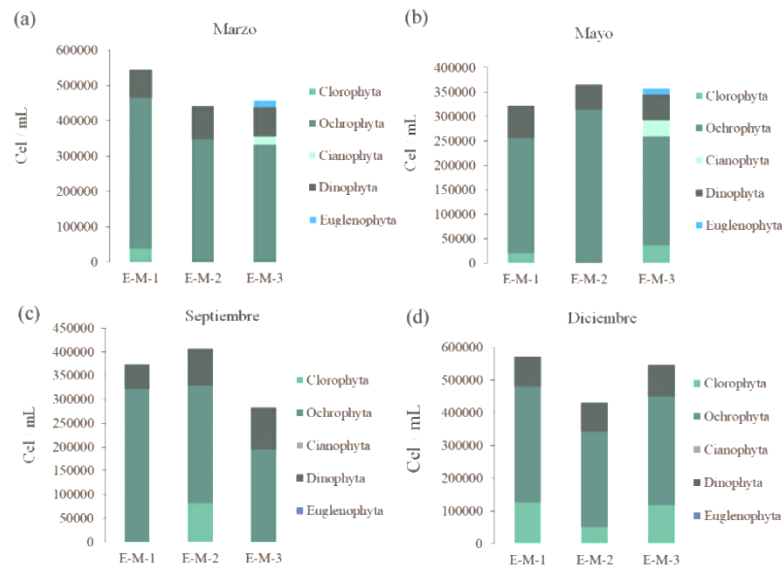 (a)
Marzo
Cel / mL
600000
500000
400000
300000
200000
100000
0
E-M-1 E-M-2 E-M-3
Clorophyta
Ochrophyta
Cianophyta
Dinophyta
Euglenophyta
(b)
Mayo
Cel mL
400000
350000
300000
250000
200000
150000
100000
50000
0
E-M-1 E-M-2 E-M-3
Clorophyta
Ochrophyta
Cianophyta
Dinophyta
Euglenophyta
(c)
Septiembre
Cel mL
450000
400000
350000
300000
250000
200000
150000
100000
50000
0
E-M-1 E-M-2 E-M-3
Clorophyta
Ochrophyta
Cianophyta
Dinophyta
Euglenophyta
(d)
Diciembre
Cel · mL
600000
500000
400000
300000
200000
100000
0
E-M-1 E-M-2 E-M-3
Clorophyta
Ochrophyta
Cianophyta
Dinophyta
Euglenophyta